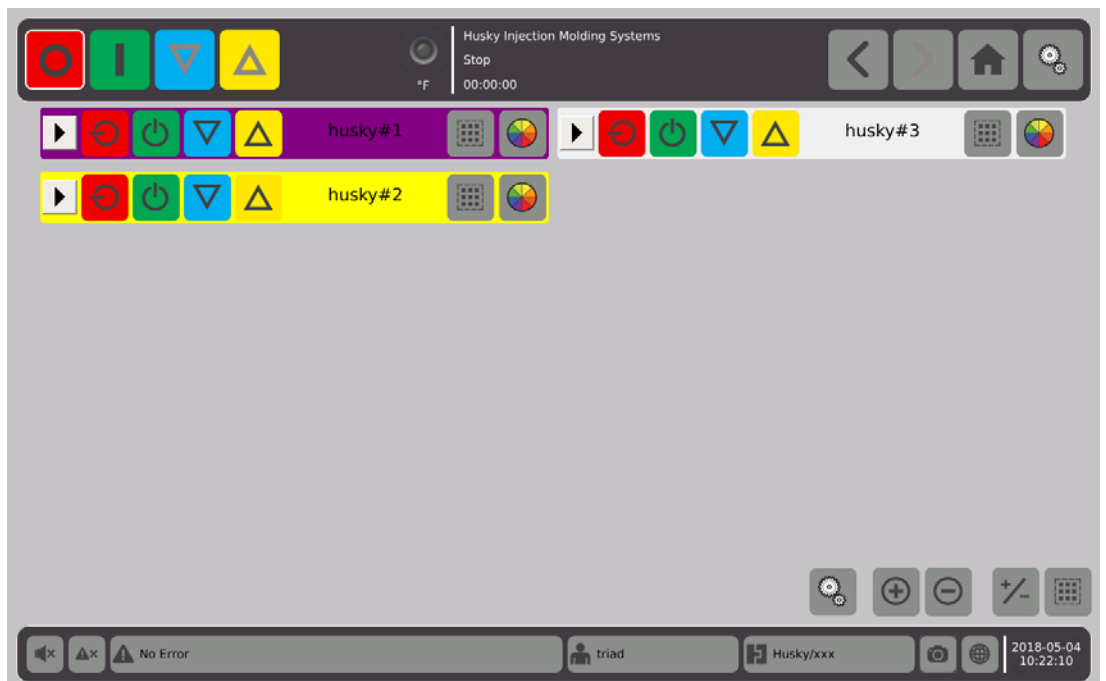 Husky Injection Molding Systems
Stop
°F
00:00:00
husky#1
husky#3
husky#2
No Error
triad
Husky/xxx
2018-05-04
10:22:10